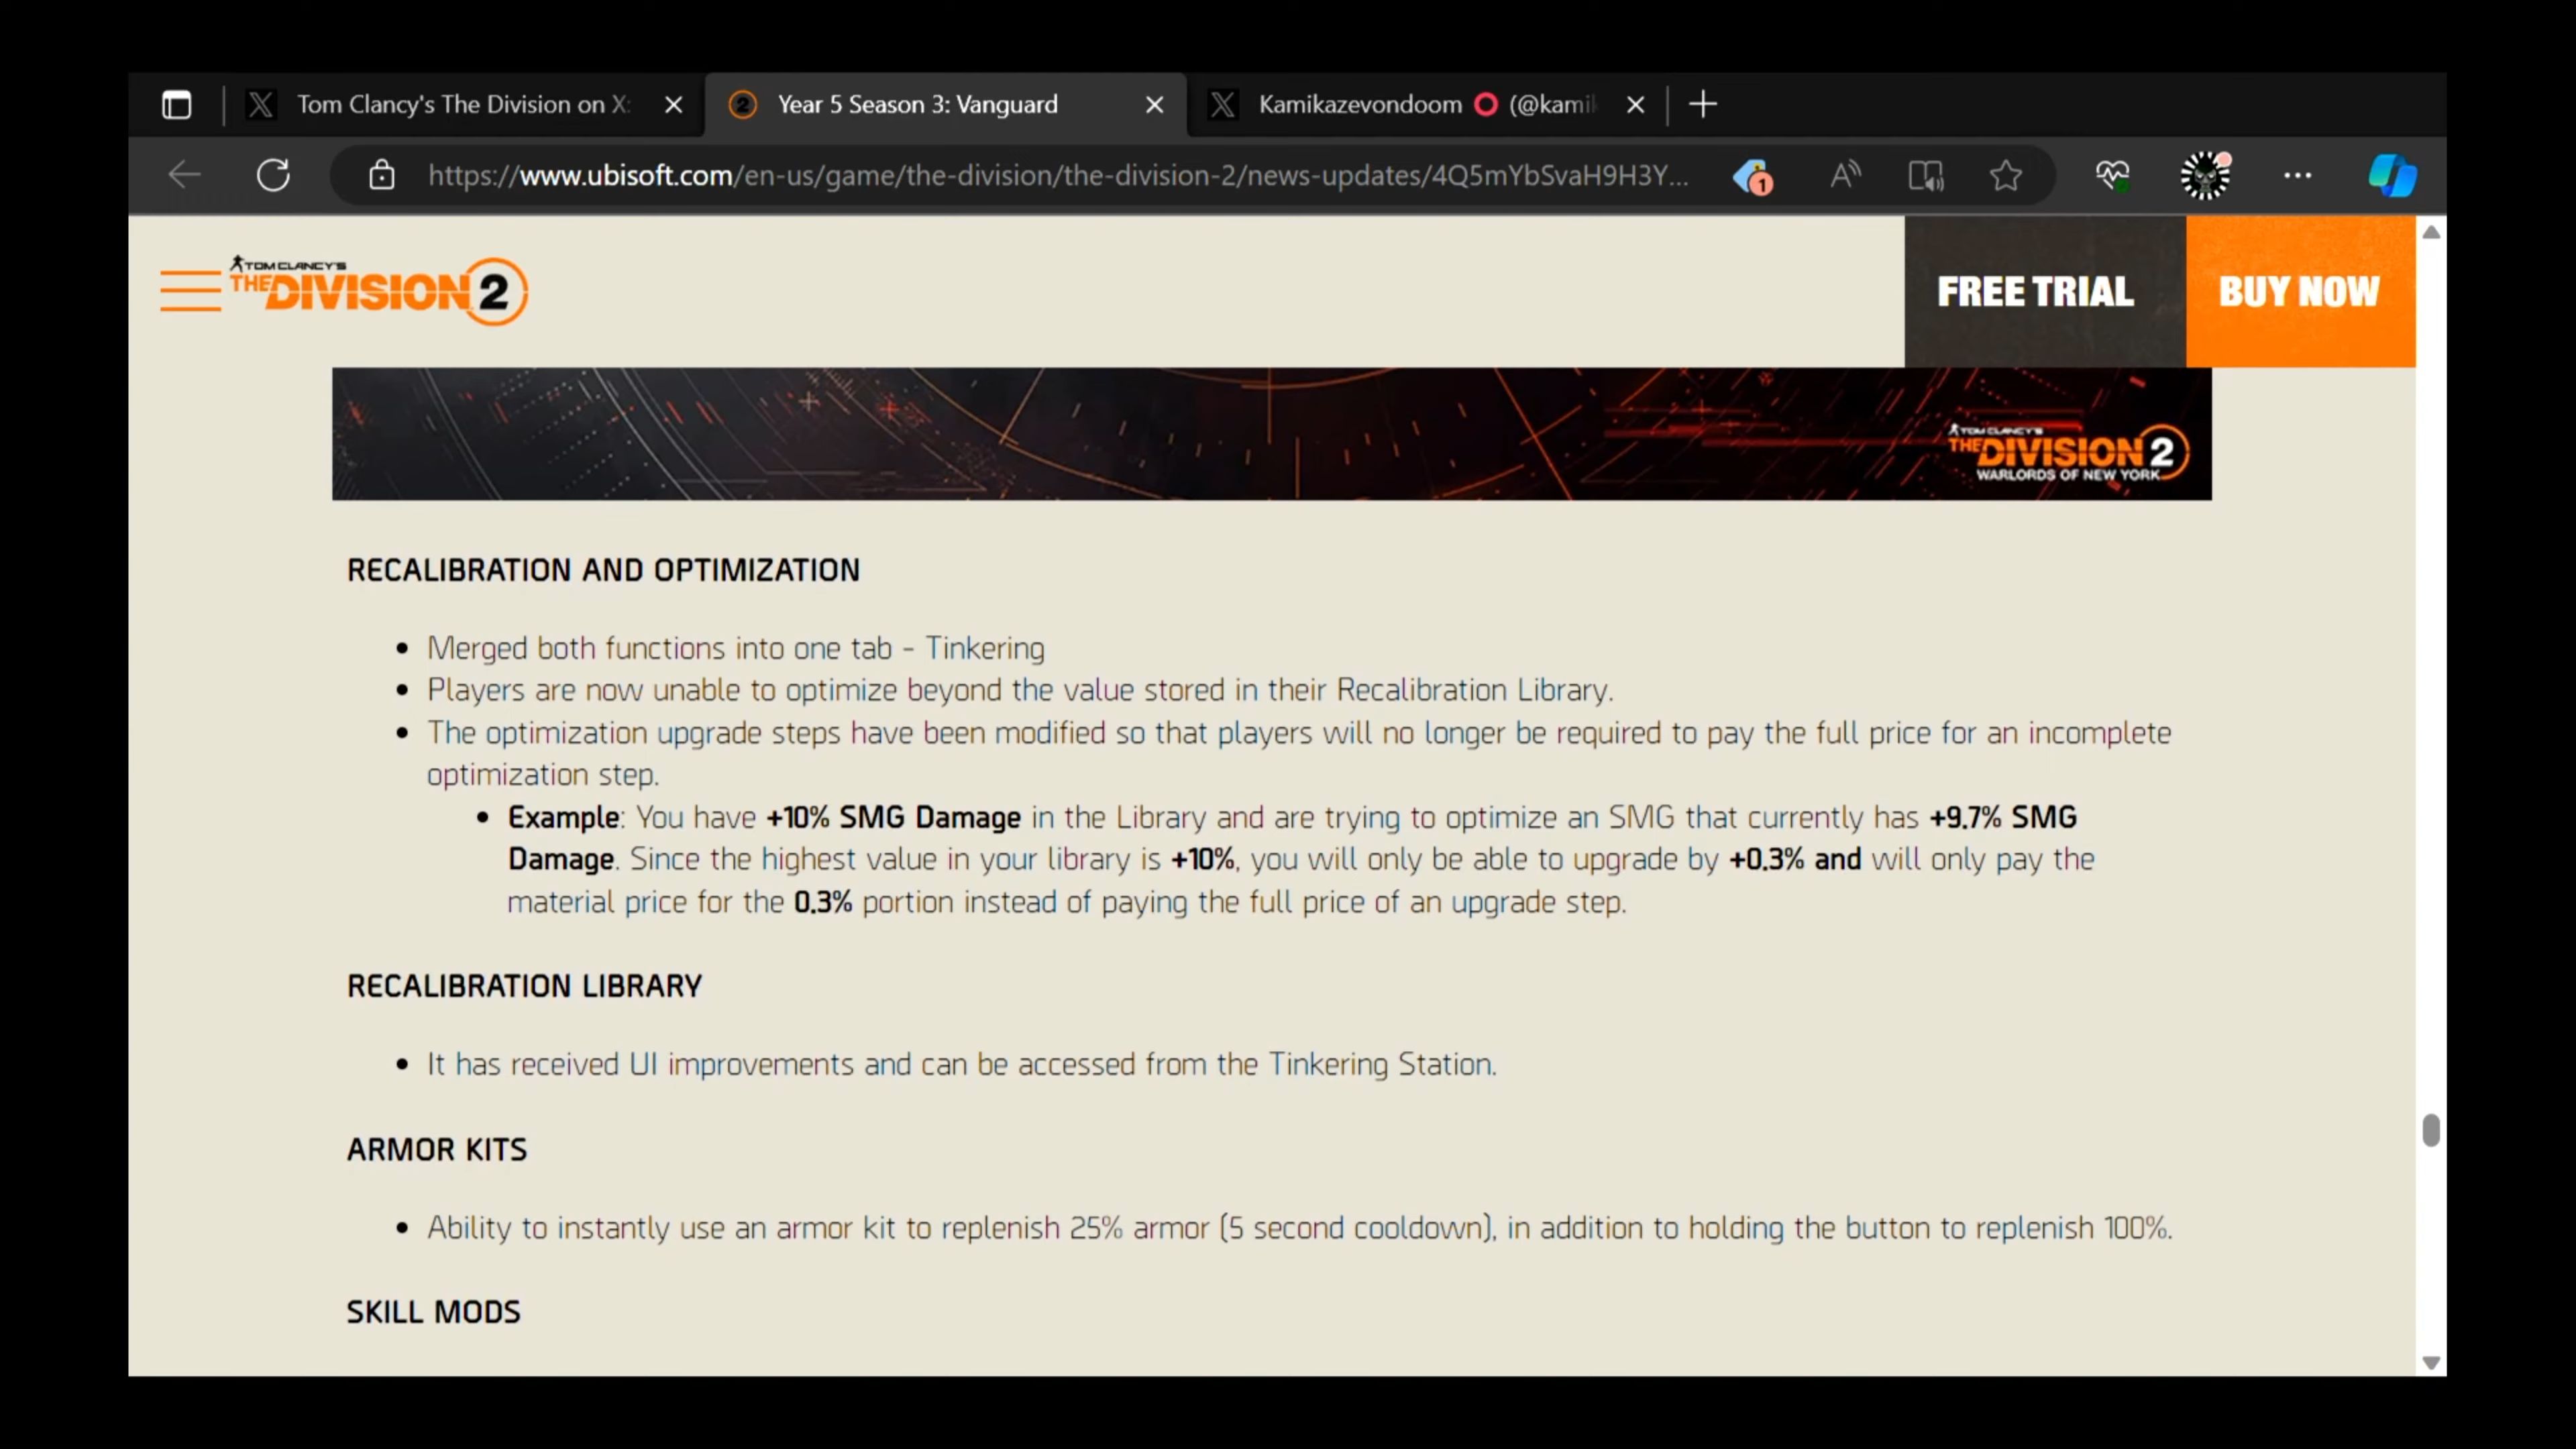 Tom Clancy's The Division on X:
Year 5 Season 3: Vanguard
Kamikazevondoom ⭕ (@kami
https://www.ubisoft.com/en-us/game/the-division/the-division-2/news-updates/4Q5mYbSvaH9H3Y...
1
TOM CLANCY'S
THE DIVISION 2
FREE TRIAL
BUY NOW
TOM CLANCY'S
THE DIVISION 2
WARLORDS OF NEW YORK
RECALIBRATION AND OPTIMIZATION
• Merged both functions into one tab - Tinkering
• Players are now unable to optimize beyond the value stored in their Recalibration Library.
• The optimization upgrade steps have been modified so that players will no longer be required to pay the full price for an incomplete
optimization step.
• Example: You have +10% SMG Damage in the Library and are trying to optimize an SMG that currently has +9.7% SMG
Damage. Since the highest value in your library is +10%, you will only be able to upgrade by +0.3% and will only pay the
material price for the 0.3% portion instead of paying the full price of an upgrade step.
RECALIBRATION LIBRARY
• It has received UI improvements and can be accessed from the Tinkering Station.
ARMOR KITS
• Ability to instantly use an armor kit to replenish 25% armor (5 second cooldown), in addition to holding the button to replenish 100%.
SKILL MODS